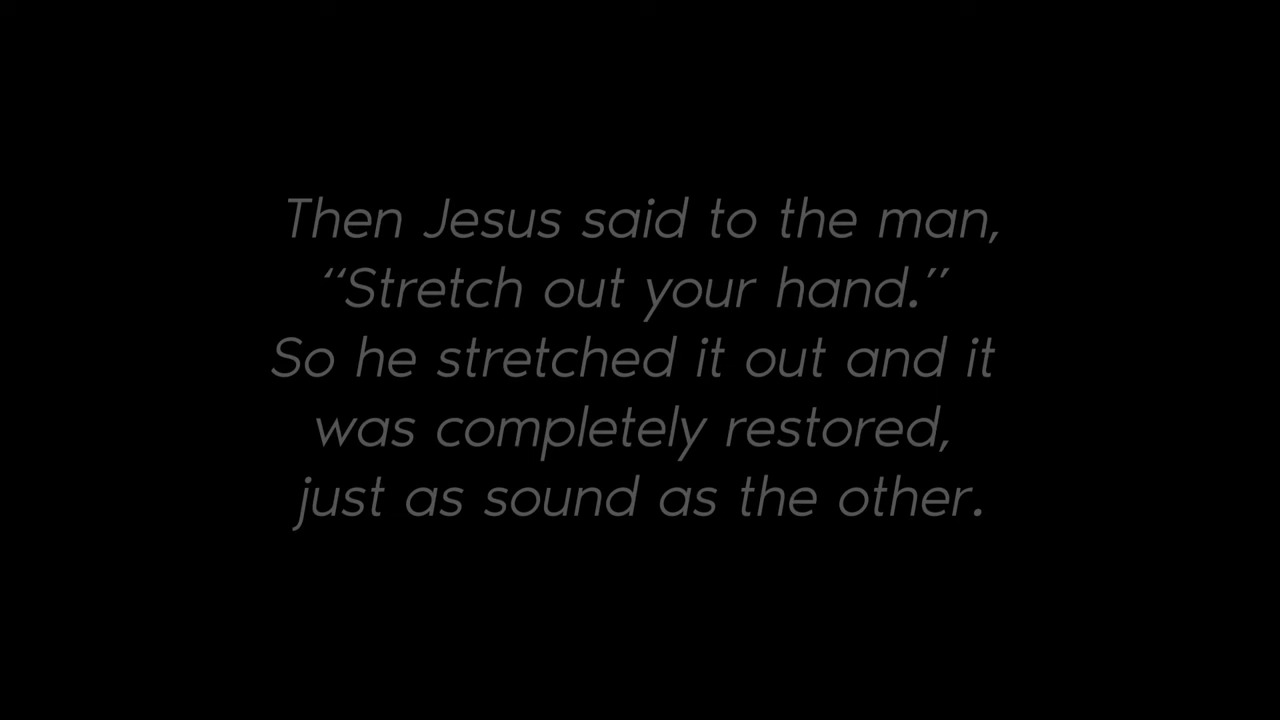 Then Jesus said to the man,
“Stretch out your hand.”
So he stretched it out and it
was completely restored,
just as sound as the other.